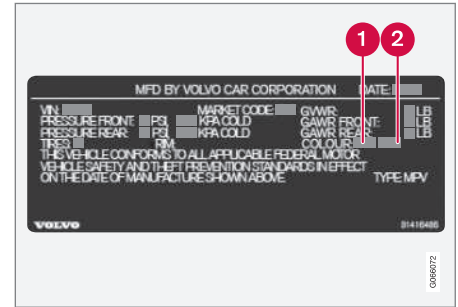 1 2
MFD BY VOLVO CAR CORPORATION DATE:
VIN: MARKET CODE: GVWR: LB
PRESSURE FRONT: PSI, KPA COLD GAWR FRONT: LB
PRESSURE REAR: PSI, KPA COLD GAWR REAR: LB
TIRES: RIM: COLOUR:
THIS VEHICLE CONFORMS TO ALL APPLICABLE FEDERAL MOTOR
VEHICLE SAFETY AND THEFT PREVENTION STANDARDS IN EFFECT
ON THE DATE OF MANUFACTURE SHOWN ABOVE TYPE: MPV
VOLVO 31416486
G066072